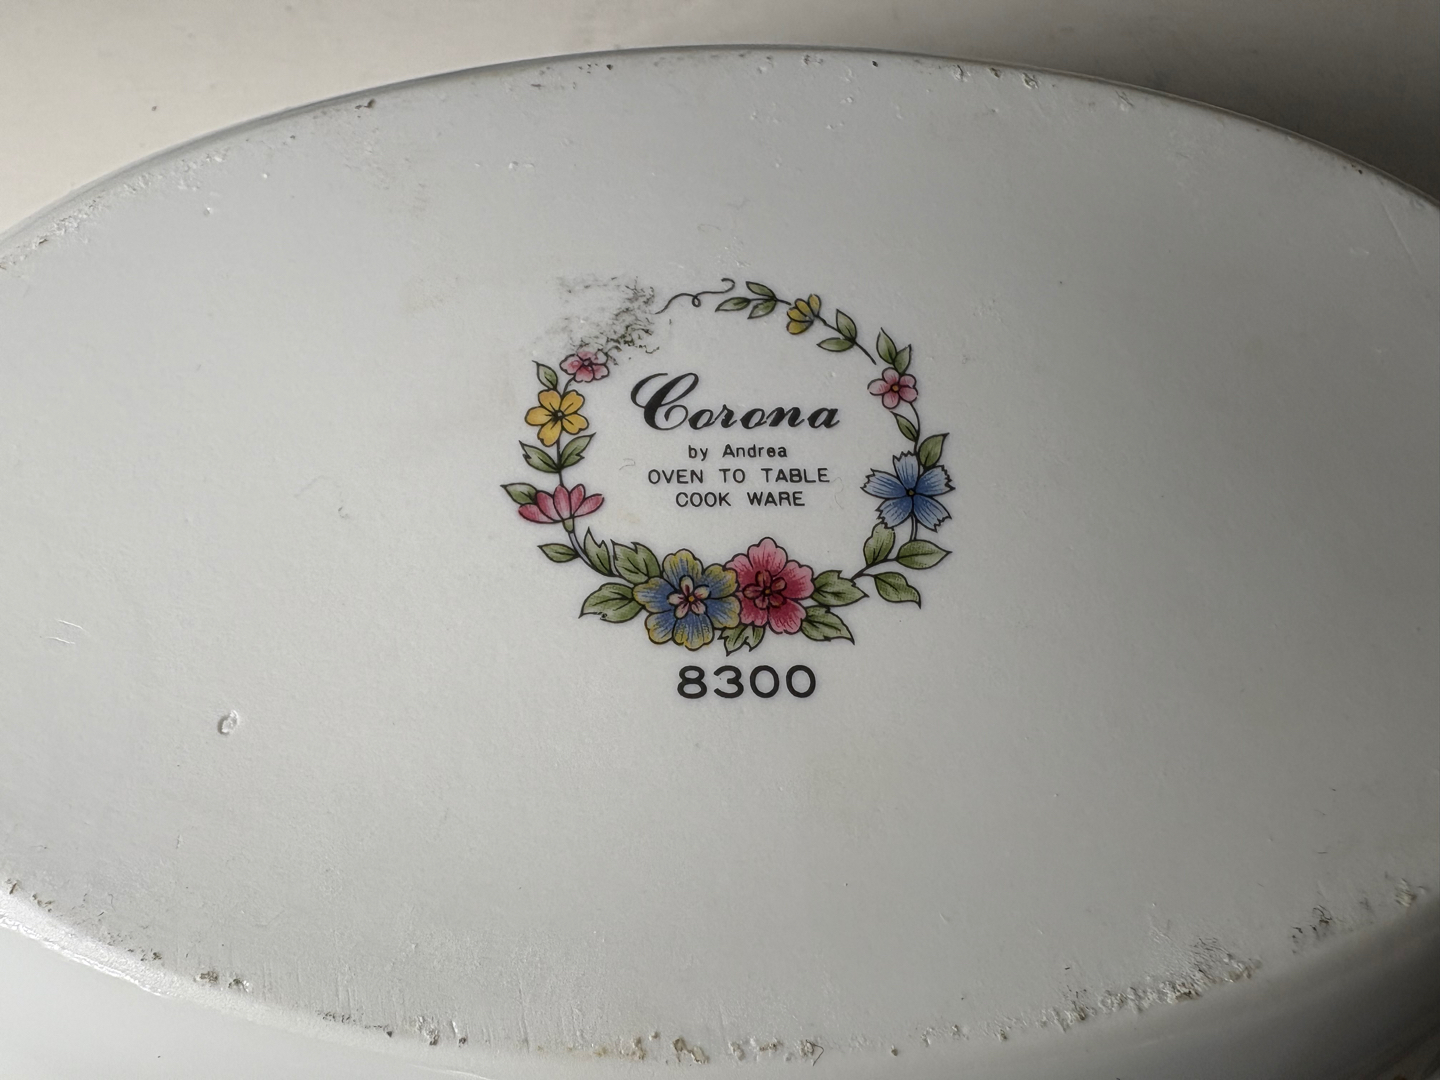 Corona
by Andrea
OVEN TO TABLE
COOK WARE
8300